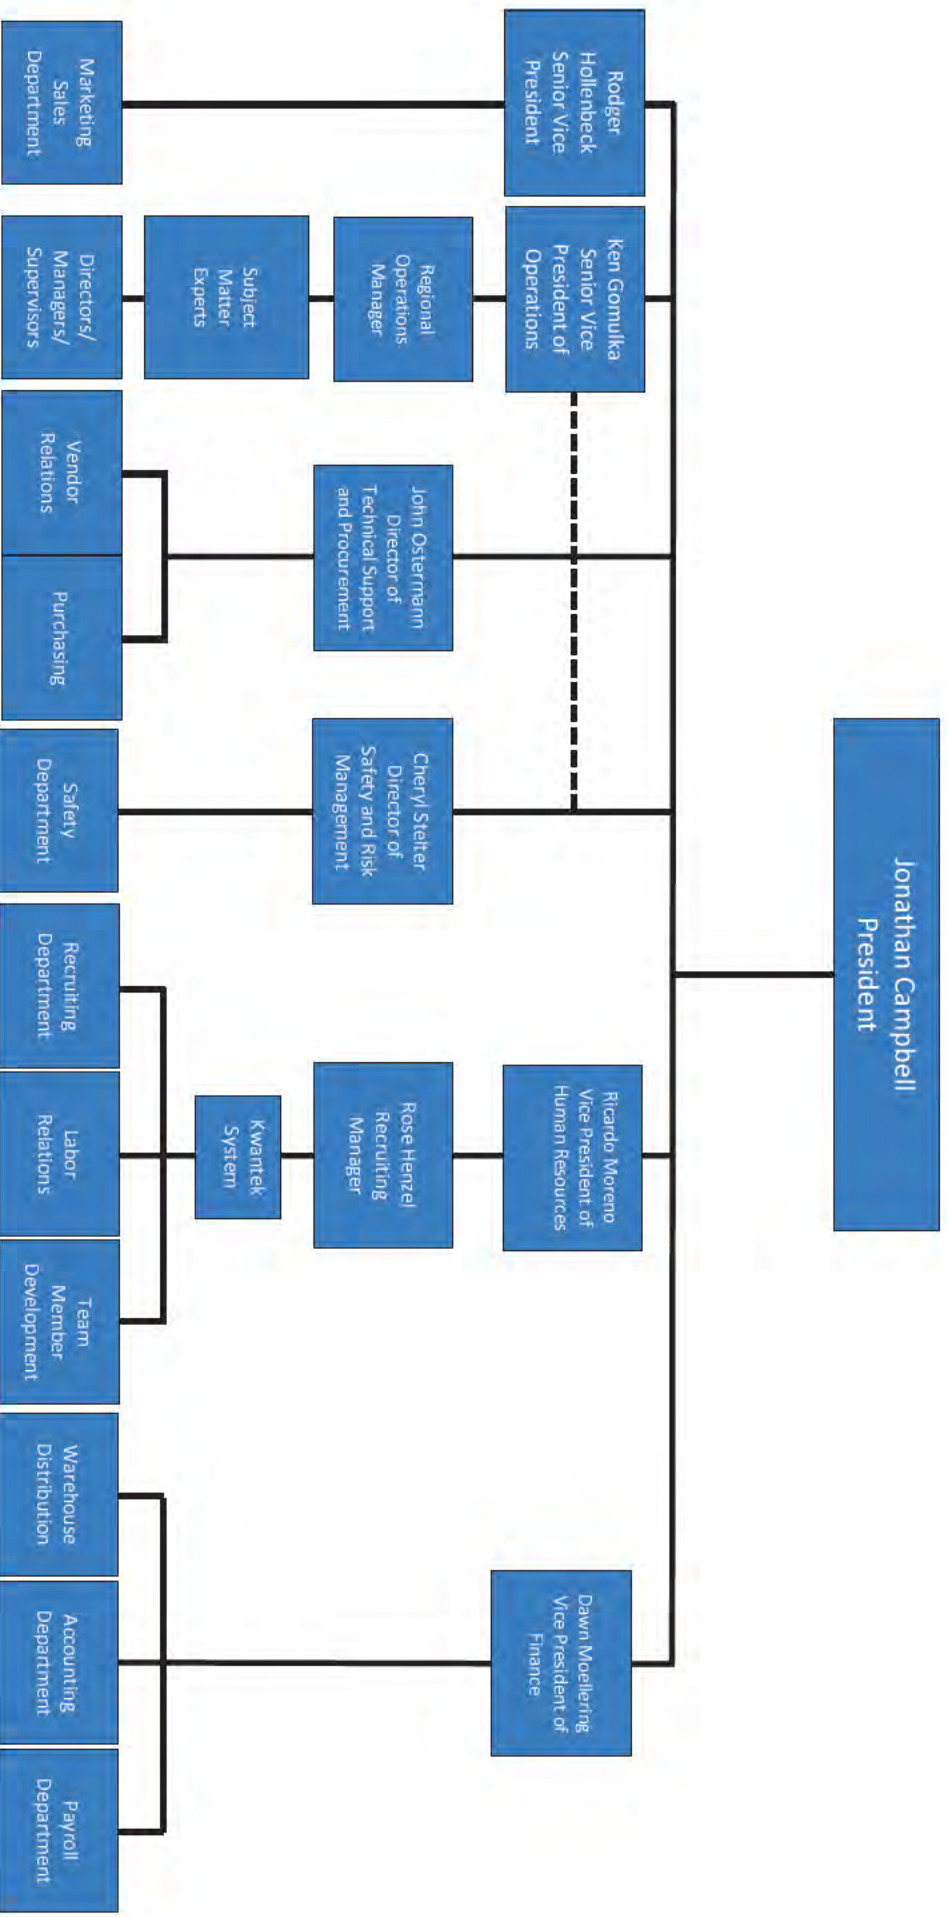 Jonathan Campbell
President
Rodger
Hollenbeck
Senior Vice
President
Ken Gomulka
Senior Vice
President of
Operations
Ricardo Moreno
Vice President of
Human Resources
Dawn Moellering
Vice President of
Finance
Regional
Operations
Manager
John Ostermann
Director of
Technical Support
and Procurement
Cheryl Stelter
Director of
Safety and Risk
Management
Rose Henzel
Recruiting
Manager
Subject
Matter
Experts
Kwantek
System
Marketing
Sales
Department
Directors/
Managers/
Supervisors
Vendor
Relations
Purchasing
Safety
Department
Recruiting
Department
Labor
Relations
Team
Member
Development
Warehouse
Distribution
Accounting
Department
Payroll
Department